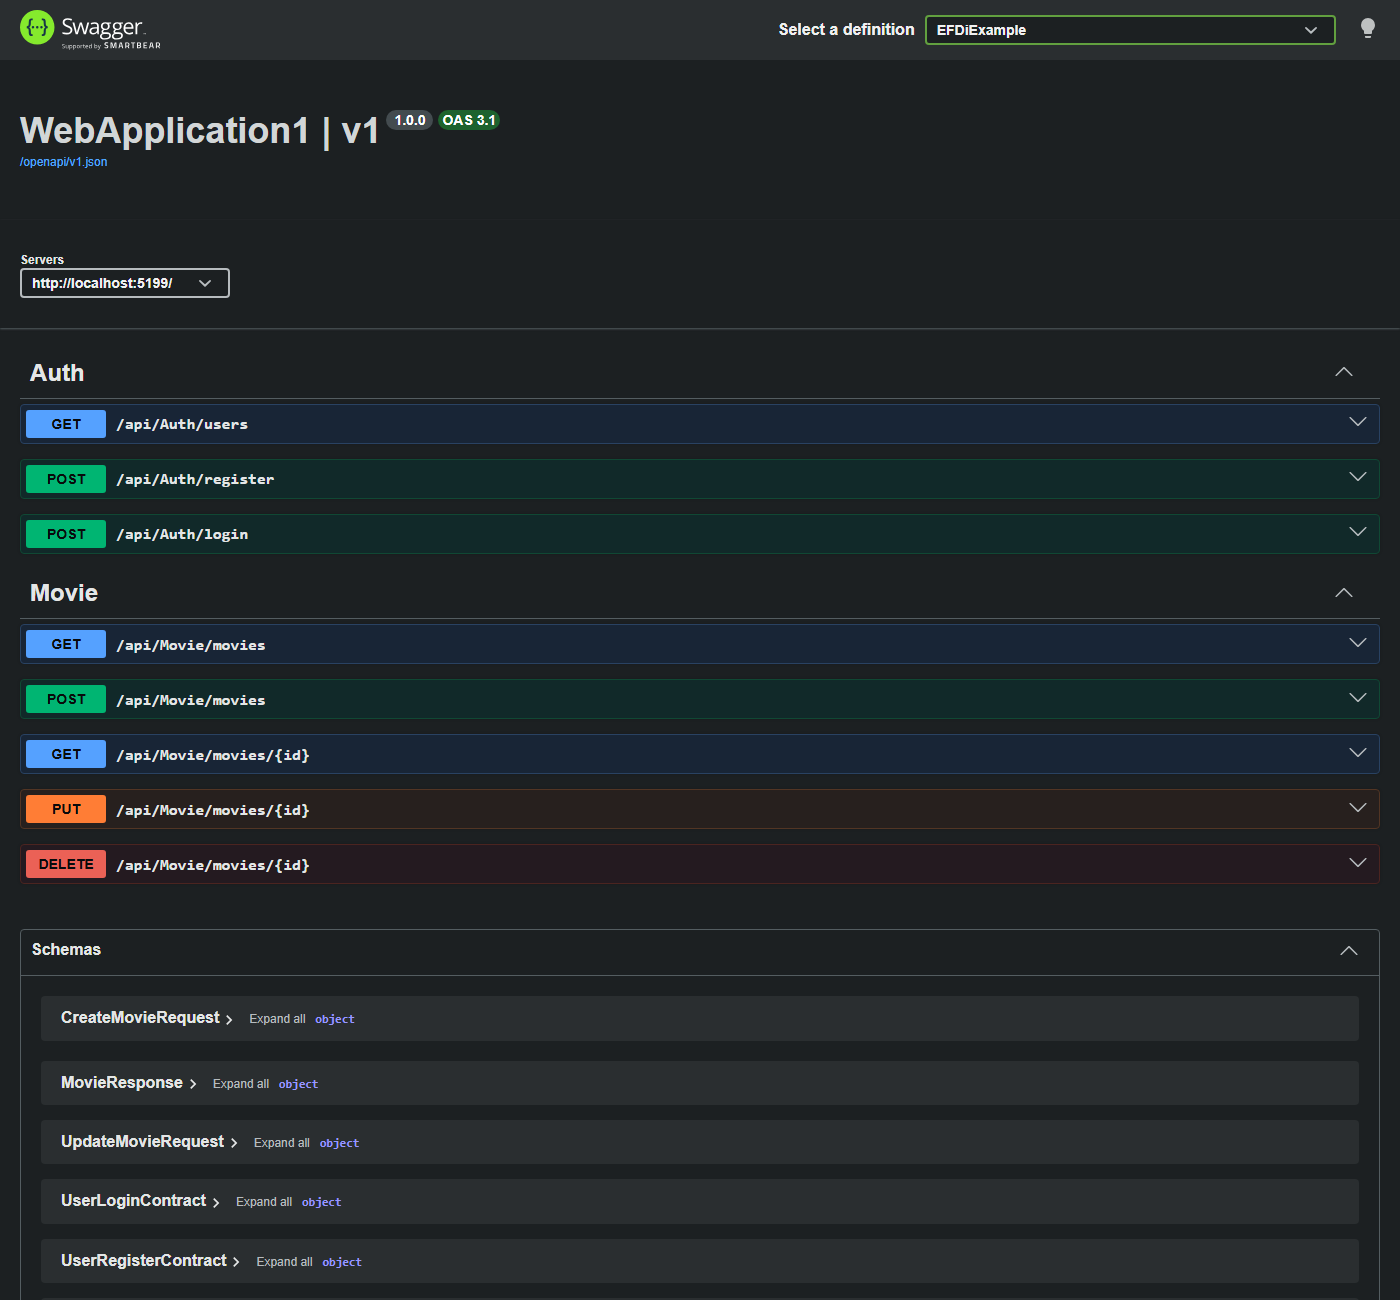 Swagger
Supported by SMARTBEAR
Select a definition
EFDiExample
WebApplication1 | v1
1.0.0
OAS 3.1
/openapi/v1.json
Servers
http://localhost:5199/
Auth
GET /api/Auth/users
POST /api/Auth/register
POST /api/Auth/login
Movie
GET /api/Movie/movies
POST /api/Movie/movies
GET /api/Movie/movies/{id}
PUT /api/Movie/movies/{id}
DELETE /api/Movie/movies/{id}
Schemas
CreateMovieRequest Expand all object
MovieResponse Expand all object
UpdateMovieRequest Expand all object
UserLoginContract Expand all object
UserRegisterContract Expand all object